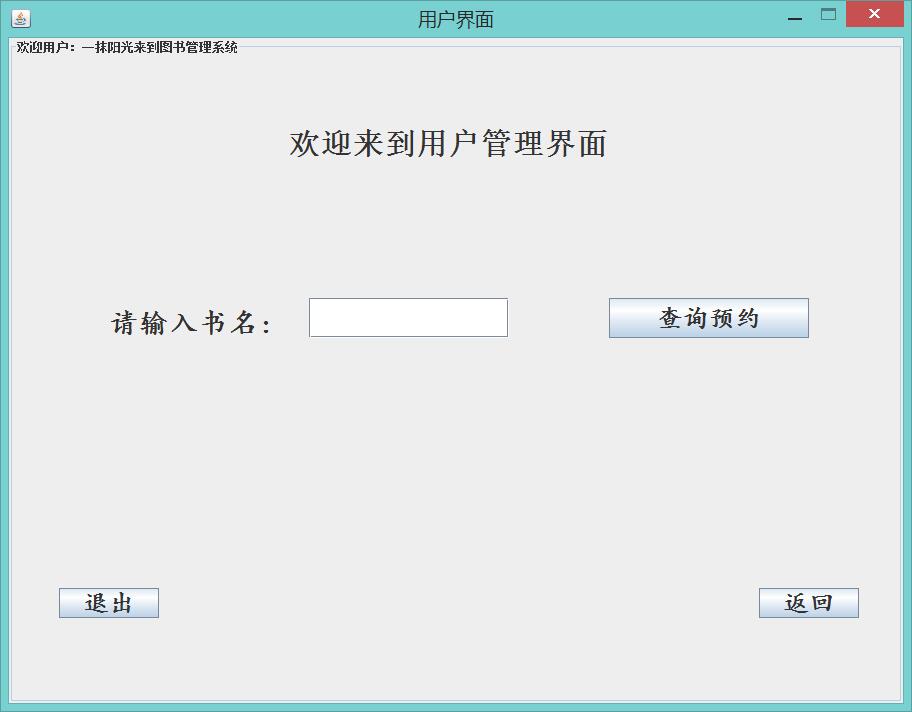 用户界面
欢迎用户：一抹阳光来到图书管理系统
欢迎来到用户管理界面
请输入书名：
查询预约
退出
返回